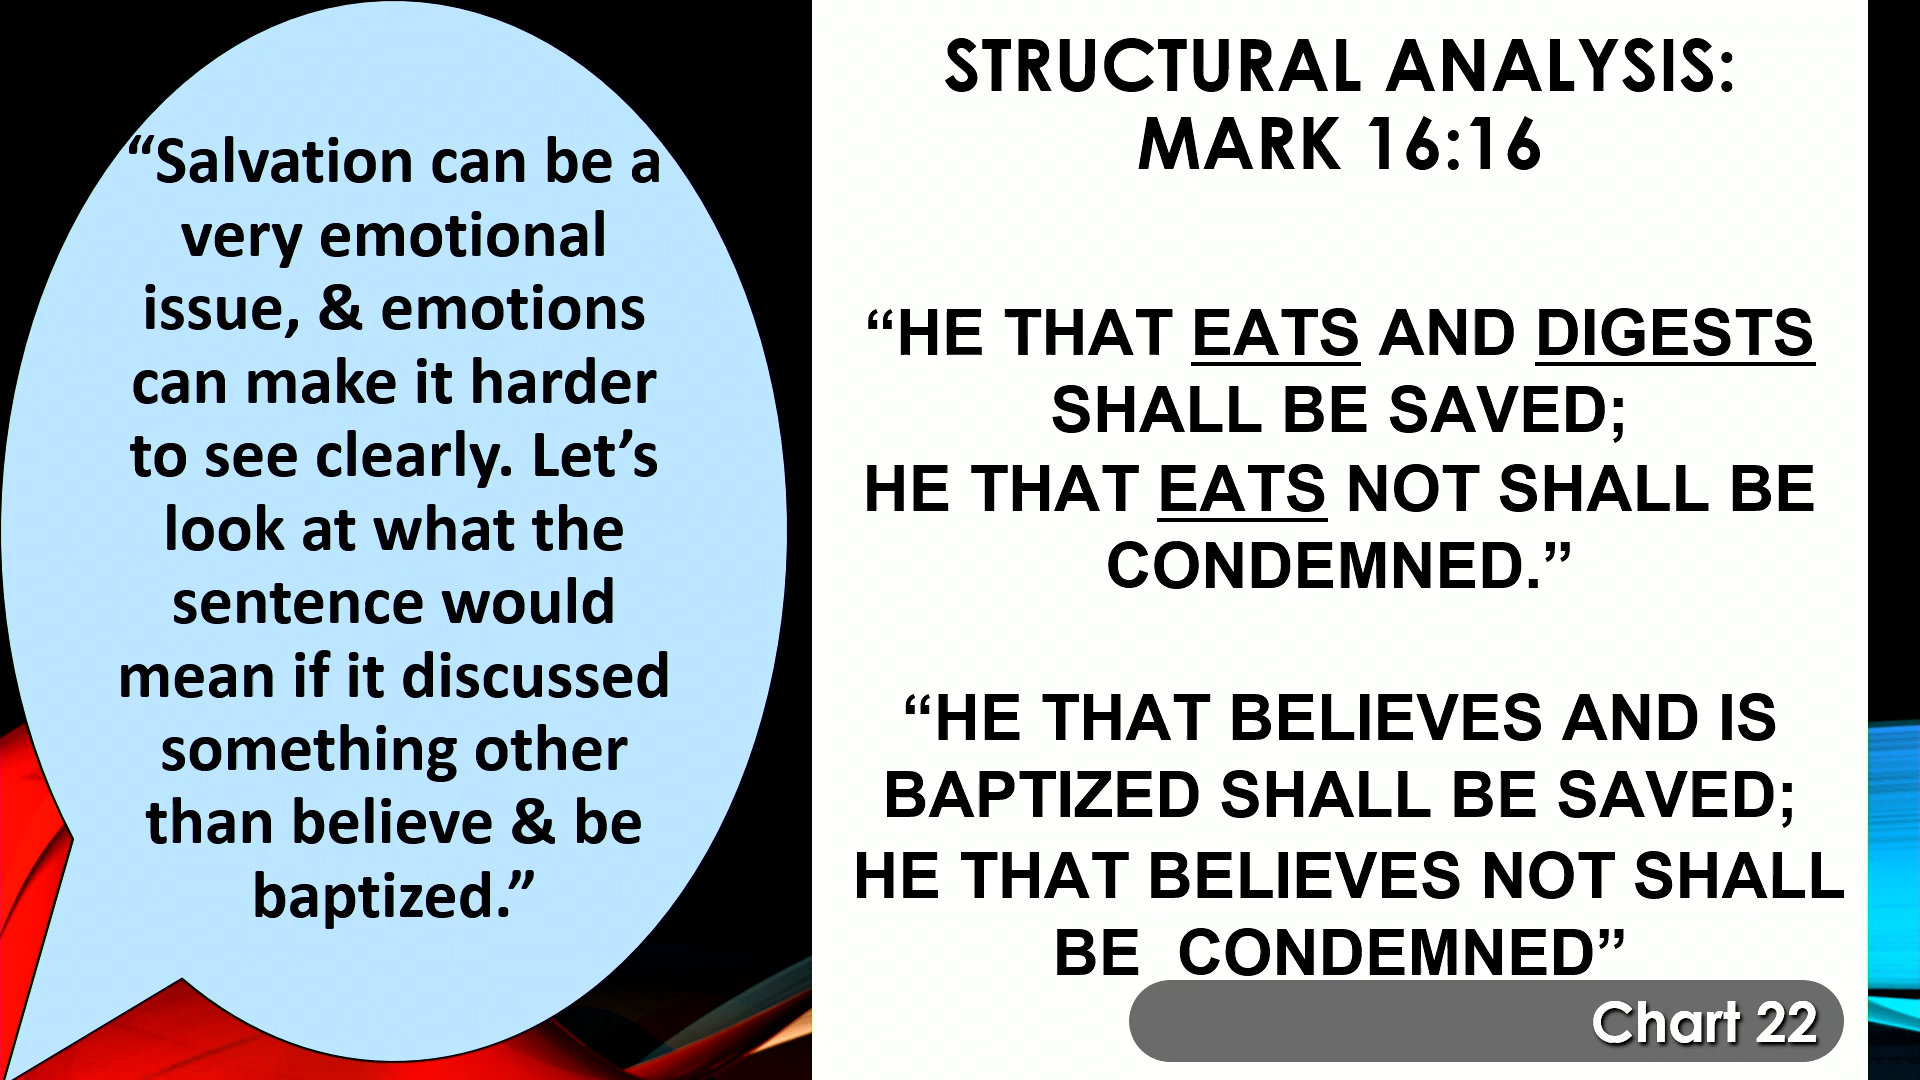 “Salvation can be a
very emotional
issue, & emotions
can make it harder
to see clearly. Let’s
look at what the
sentence would
mean if it discussed
something other
than believe & be
baptized.”
STRUCTURAL ANALYSIS:
MARK 16:16
“HE THAT EATS AND DIGESTS
SHALL BE SAVED;
HE THAT EATS NOT SHALL BE
CONDEMNED.”
“HE THAT BELIEVES AND IS
BAPTIZED SHALL BE SAVED;
HE THAT BELIEVES NOT SHALL
BE  CONDEMNED”
Chart 22